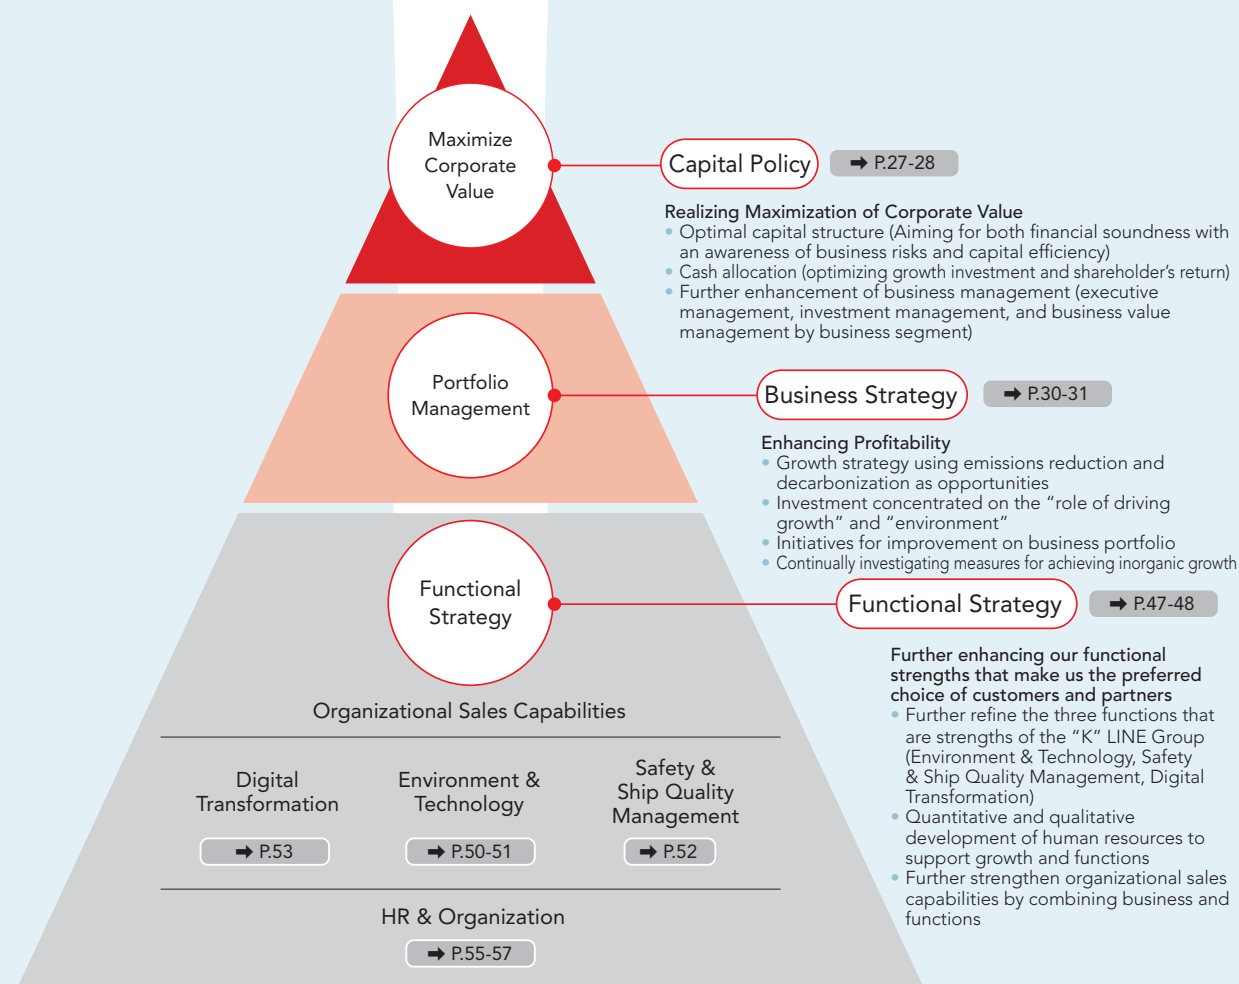 Maximize
Corporate
Value
Capital Policy
➡ P.27-28
Realizing Maximization of Corporate Value
• Optimal capital structure (Aiming for both financial soundness with
an awareness of business risks and capital efficiency)
• Cash allocation (optimizing growth investment and shareholder’s return)
• Further enhancement of business management (executive
management, investment management, and business value
management by business segment)
Portfolio
Management
Business Strategy
➡ P.30-31
Enhancing Profitability
• Growth strategy using emissions reduction and
decarbonization as opportunities
• Investment concentrated on the “role of driving
growth” and “environment”
• Initiatives for improvement on business portfolio
• Continually investigating measures for achieving inorganic growth
Functional
Strategy
Functional Strategy
➡ P.47-48
Further enhancing our functional
strengths that make us the preferred
choice of customers and partners
• Further refine the three functions that
are strengths of the “K” LINE Group
(Environment & Technology, Safety
& Ship Quality Management, Digital
Transformation)
• Quantitative and qualitative
development of human resources to
support growth and functions
• Further strengthen organizational sales
capabilities by combining business and
functions
Organizational Sales Capabilities
Digital
Transformation
➡ P.53
Environment &
Technology
➡ P.50-51
Safety &
Ship Quality
Management
➡ P.52
HR & Organization
➡ P.55-57